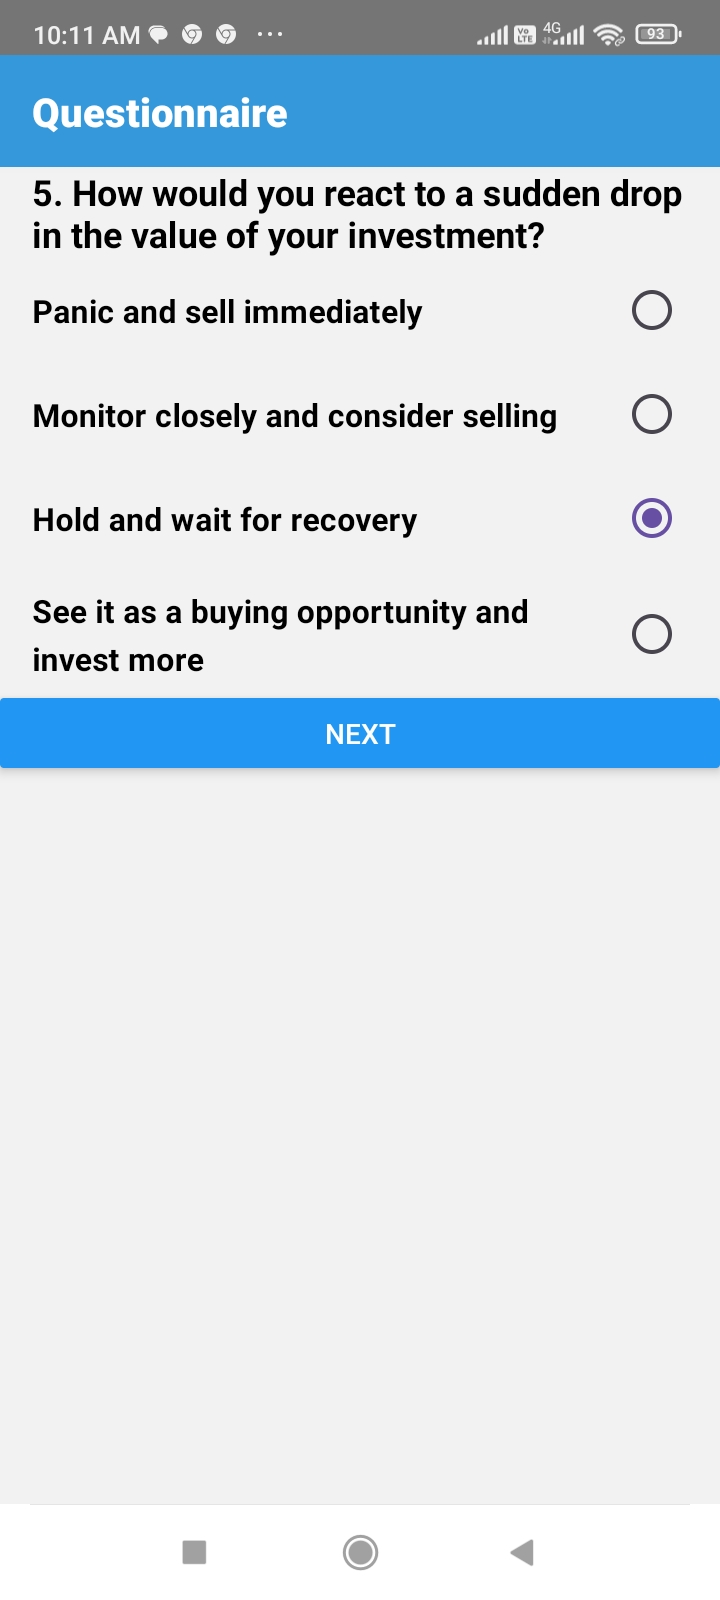 10:11 AM
Vo LTE
4G
93
Questionnaire
5. How would you react to a sudden drop
in the value of your investment?
Panic and sell immediately
Monitor closely and consider selling
Hold and wait for recovery
See it as a buying opportunity and
invest more
NEXT